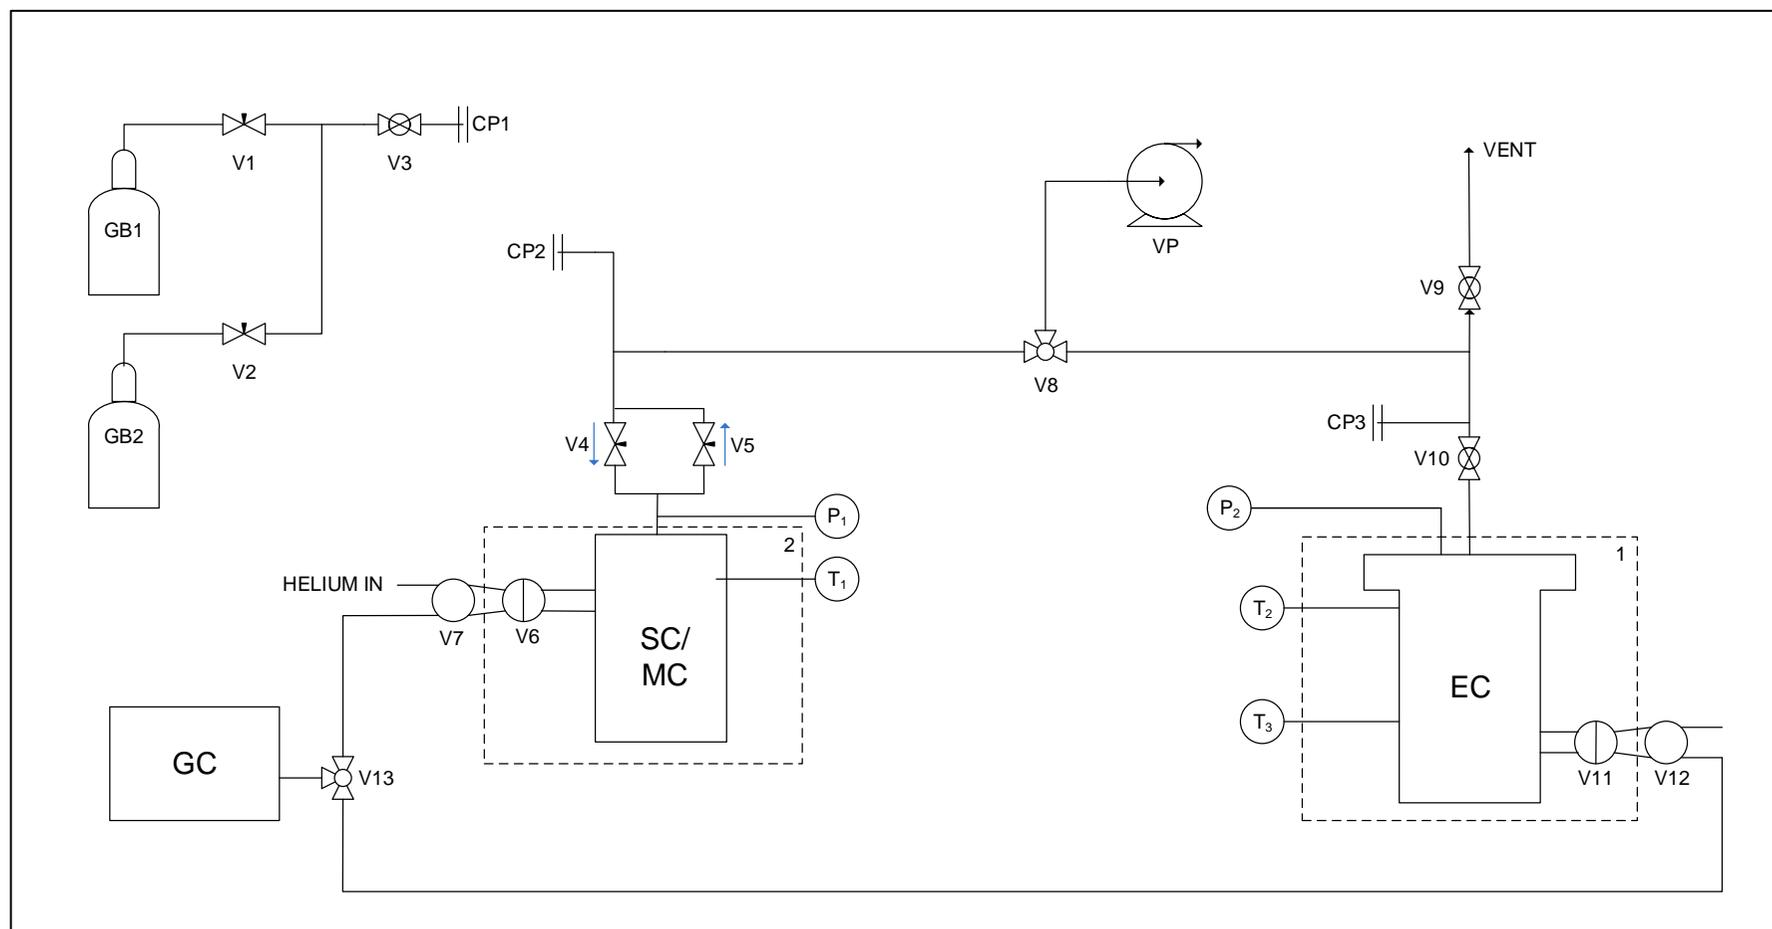 CP1
V1
V3
GB1
VENT
VP
CP2
V9
GB2
V2
V8
CP3
V4
V5
V10
P₁
P₂
2
1
HELIUM IN
T₁
T₂
V7
V6
SC/
MC
EC
T₃
GC
V13
V11
V12